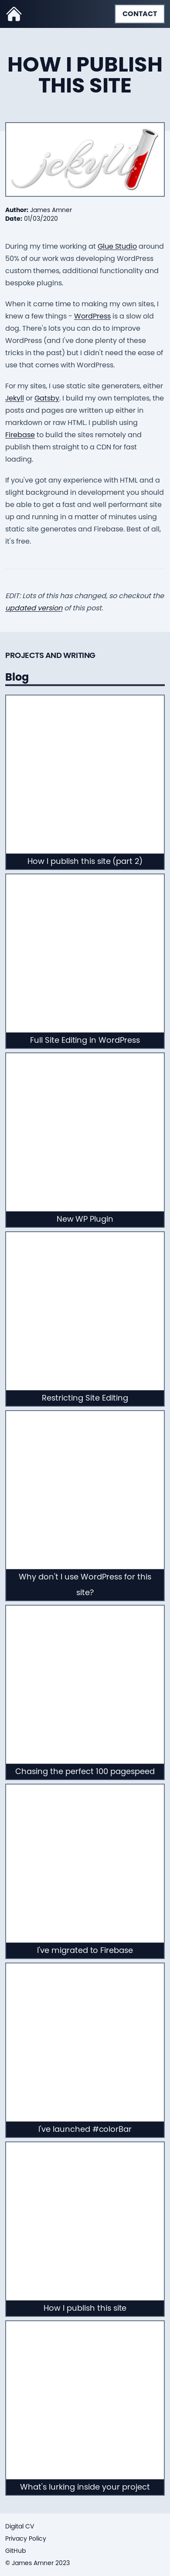 CONTACT
HOW I PUBLISH
THIS SITE
jekyll
Author: James Amner
Date: 01/03/2020
During my time working at Glue Studio around
50% of our work was developing WordPress
custom themes, additional functionality and
bespoke plugins.
When it came time to making my own sites, I
knew a few things - WordPress is a slow old
dog. There's lots you can do to improve
WordPress (and I've done plenty of these
tricks in the past) but I didn't need the ease of
use that comes with WordPress.
For my sites, I use static site generaters, either
Jekyll or Gatsby. I build my own templates, the
posts and pages are written up either in
markdown or raw HTML. I publish using
Firebase to build the sites remotely and
publish them straight to a CDN for fast
loading.
If you've got any experience with HTML and a
slight background in development you should
be able to get a fast and well performant site
up and running in a matter of minutes using
static site generates and Firebase. Best of all,
it's free.
EDIT: Lots of this has changed, so checkout the
updated version of this post.
PROJECTS AND WRITING
Blog
How I publish this site (part 2)
Full Site Editing in WordPress
New WP Plugin
Restricting Site Editing
Why don't I use WordPress for this
site?
Chasing the perfect 100 pagespeed
I've migrated to Firebase
I've launched #colorBar
How I publish this site
What's lurking inside your project
Digital CV
Privacy Policy
GitHub
© James Amner 2023